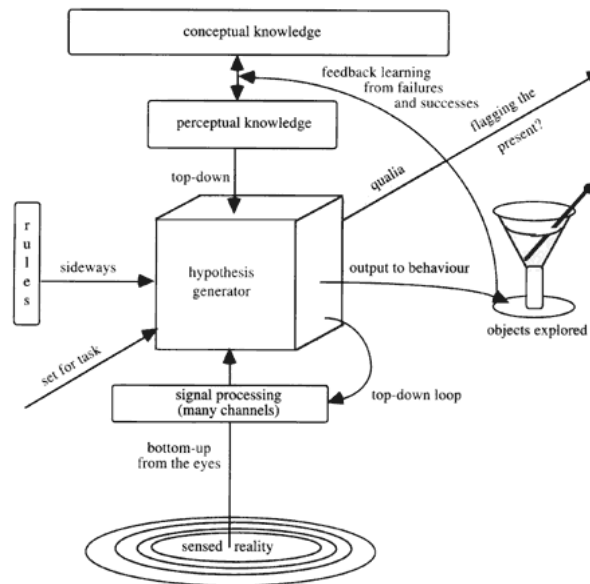 conceptual knowledge
feedback learning
from failures
and successes
flagging the
present?
perceptual knowledge
top-down
qualia
rules
sideways
hypothesis
generator
output to behaviour
objects explored
set for task
signal processing
(many channels)
top-down loop
bottom-up
from the eyes
sensed reality